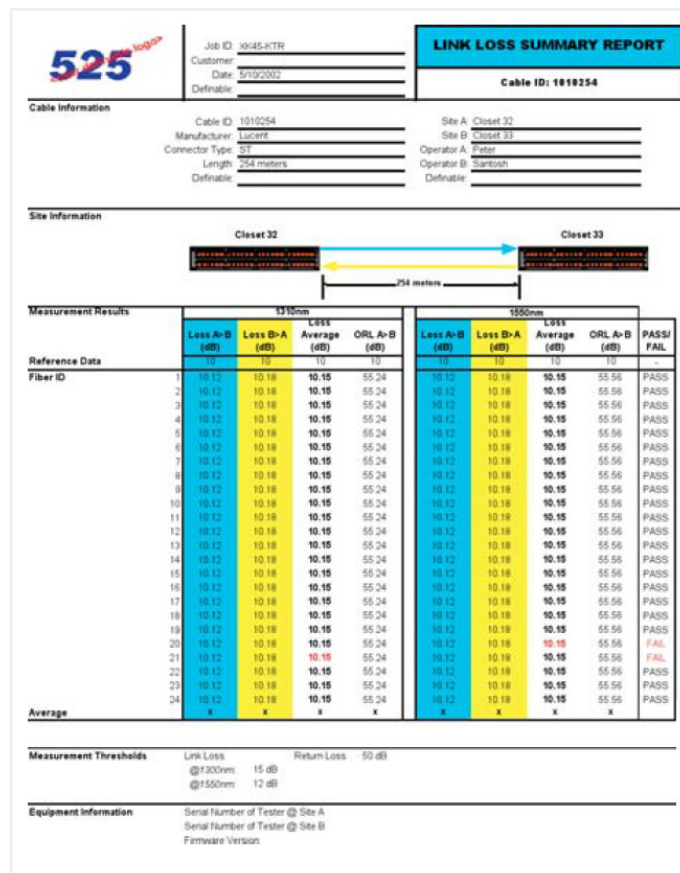 525
Job ID: XK45-KTR
Customer:
Date: 5/10/2002
Definable:
LINK LOSS SUMMARY REPORT
Cable ID: 1010254
Cable Information
Cable ID: 1010254
Manufacturer: Lucent
Connector Type: ST
Length: 254 meters
Definable:
Site A: Closet 32
Site B: Closet 33
Operator A: Peter
Operator B: Santosh
Definable:
Site Information
Closet 32 Closet 33
254 meters
Measurement Results 1310nm 1550nm
Loss A>B (dB) Loss B>A (dB) Loss Average (dB) ORL A>B (dB) Loss A>B (dB) Loss B>A (dB) Loss Average (dB) ORL A>B (dB) PASS/ FAIL
Reference Data 10 10 10 10 10 10 10 10 -
Fiber ID 1 10.12 10.18 10.15 55.24 10.12 10.18 10.15 55.56 PASS
2 10.12 10.18 10.15 55.24 10.12 10.18 10.15 55.56 PASS
3 10.12 10.18 10.15 55.24 10.12 10.18 10.15 55.56 PASS
4 10.12 10.18 10.15 55.24 10.12 10.18 10.15 55.56 PASS
5 10.12 10.18 10.15 55.24 10.12 10.18 10.15 55.56 PASS
6 10.12 10.18 10.15 55.24 10.12 10.18 10.15 55.56 PASS
7 10.12 10.18 10.15 55.24 10.12 10.18 10.15 55.56 PASS
8 10.12 10.18 10.15 55.24 10.12 10.18 10.15 55.56 PASS
9 10.12 10.18 10.15 55.24 10.12 10.18 10.15 55.56 PASS
10 10.12 10.18 10.15 55.24 10.12 10.18 10.15 55.56 PASS
11 10.12 10.18 10.15 55.24 10.12 10.18 10.15 55.56 PASS
12 10.12 10.18 10.15 55.24 10.12 10.18 10.15 55.56 PASS
13 10.12 10.18 10.15 55.24 10.12 10.18 10.15 55.56 PASS
14 10.12 10.18 10.15 55.24 10.12 10.18 10.15 55.56 PASS
15 10.12 10.18 10.15 55.24 10.12 10.18 10.15 55.56 PASS
16 10.12 10.18 10.15 55.24 10.12 10.18 10.15 55.56 PASS
17 10.12 10.18 10.15 55.24 10.12 10.18 10.15 55.56 PASS
18 10.12 10.18 10.15 55.24 10.12 10.18 10.15 55.56 PASS
19 10.12 10.18 10.15 55.24 10.12 10.18 10.15 55.56 PASS
20 10.12 10.18 10.15 55.24 10.12 10.18 10.15 55.56 FAIL
21 10.12 10.18 10.15 55.24 10.12 10.18 10.15 55.56 FAIL
22 10.12 10.18 10.15 55.24 10.12 10.18 10.15 55.56 PASS
23 10.12 10.18 10.15 55.24 10.12 10.18 10.15 55.56 PASS
24 10.12 10.18 10.15 55.24 10.12 10.18 10.15 55.56 PASS
Average x x x x x x x x
Measurement Thresholds Link Loss Return Loss 50 dB
@1300nm: 15 dB
@1550nm: 12 dB
Equipment Information Serial Number of Tester @ Site A
Serial Number of Tester @ Site B
Firmware Version